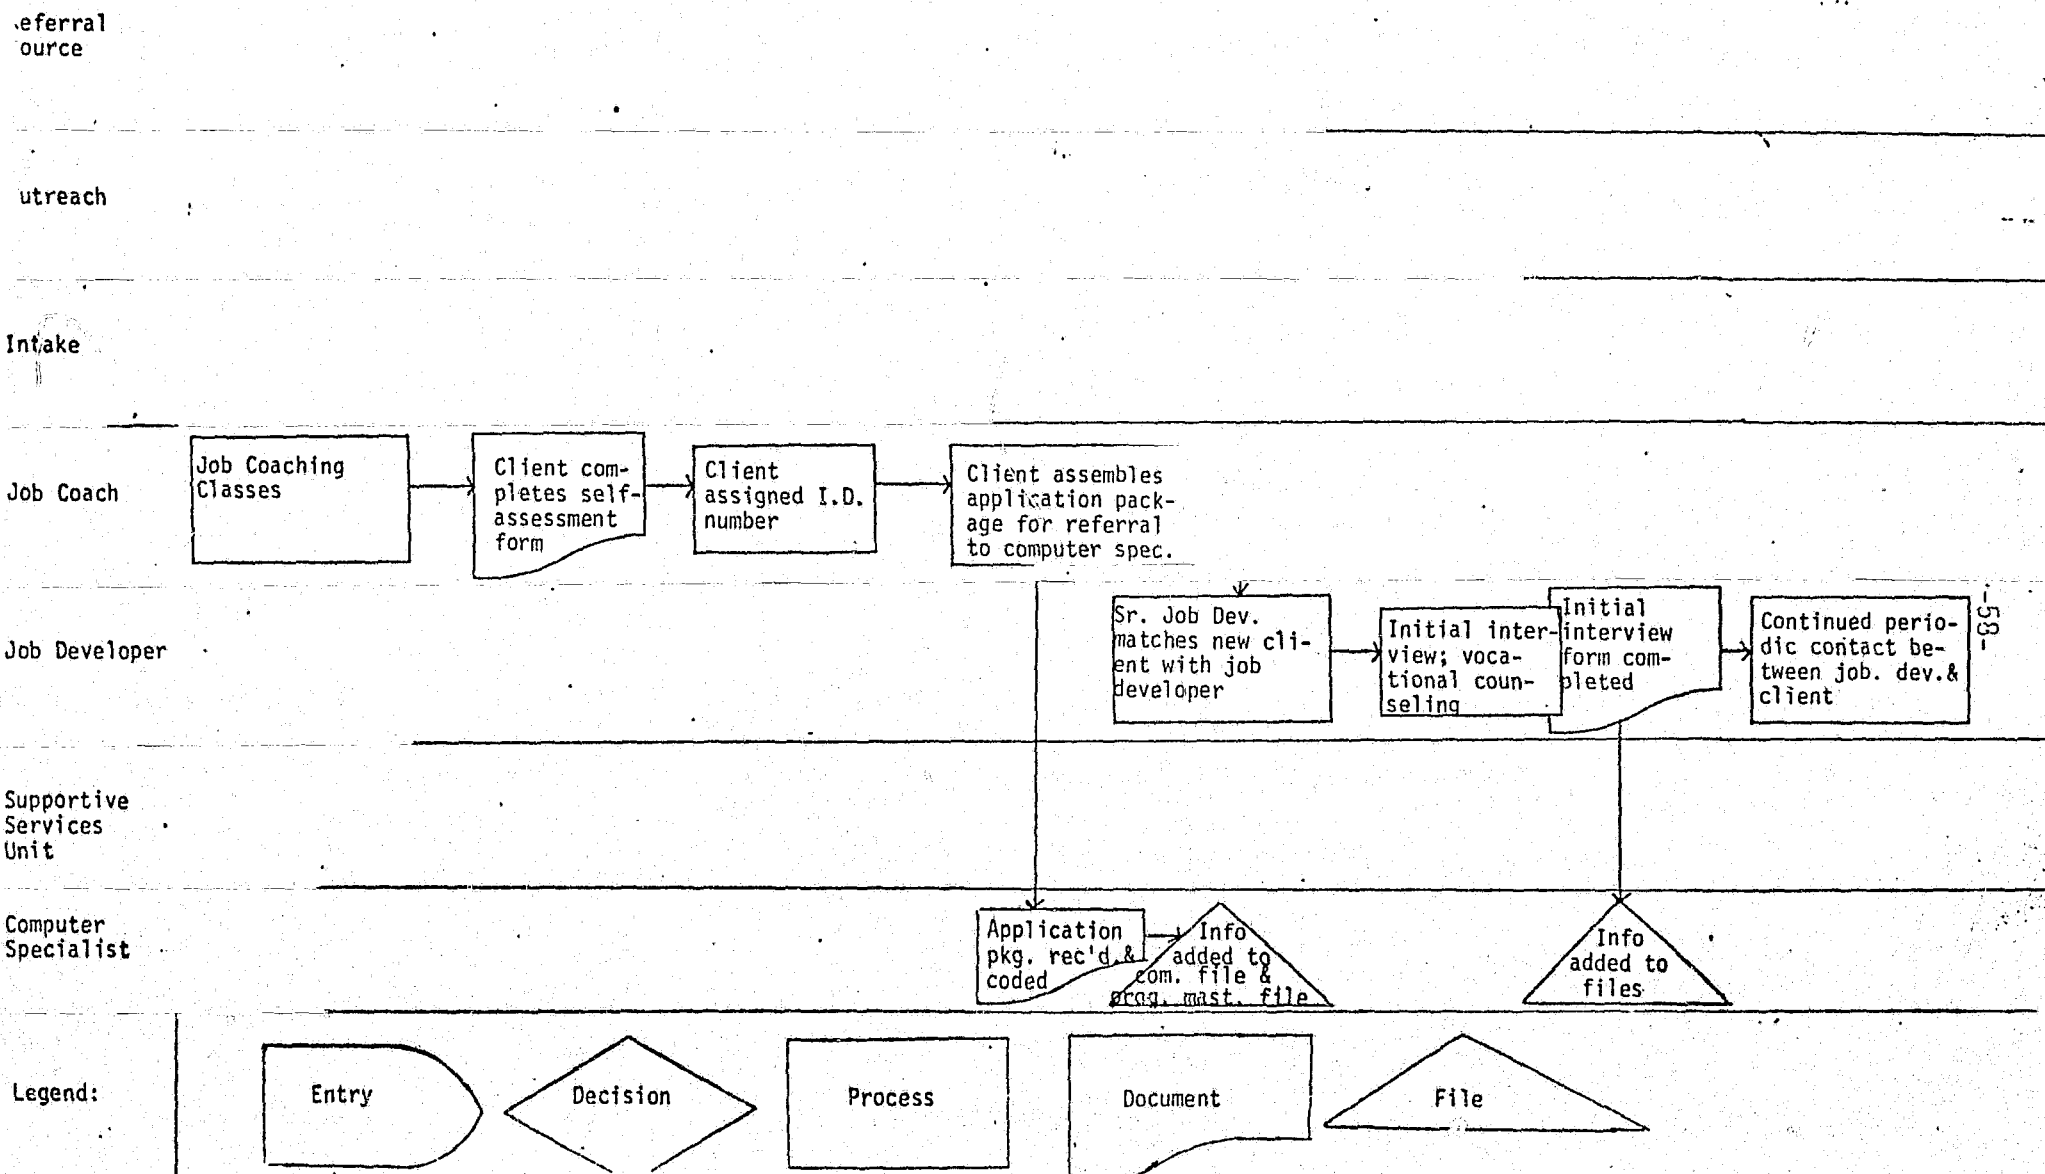 eferral
ource
utreach
Intake
Job Coach
Job Coaching
Classes
Client com-
pletes self-
assessment
form
Client
assigned I.D.
number
Client assembles
application pack-
age for referral
to computer spec.
Job Developer
Sr. Job Dev.
matches new cli-
ent with job
developer
Initial inter-
view; voca-
tional coun-
seling
Initial
interview
form com-
pleted
Continued perio-
dic contact be-
tween job. dev.&
client
-58-
Supportive
Services
Unit
Computer
Specialist
Application
pkg. rec'd.&
coded
Info
added to
com. file &
prog. mast. file
Info
added to
files
Legend:
Entry
Decision
Process
Document
File